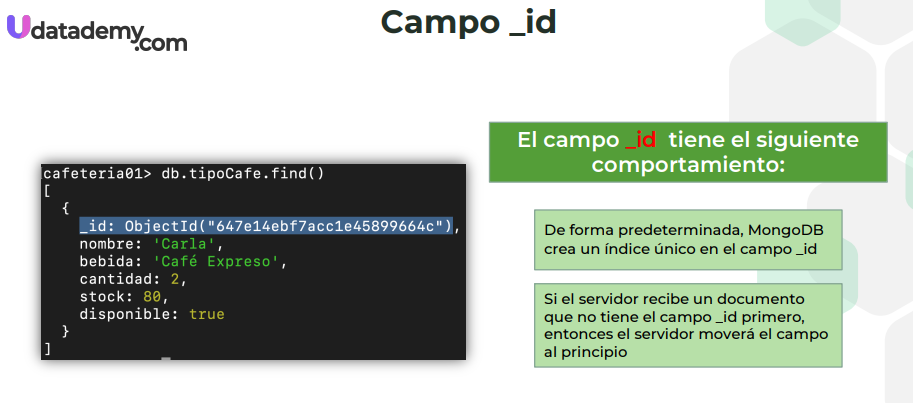 Campo _id
Udatademy
.com
cafeteria01> db.tipoCafe.find()
[
{
_id: ObjectId("647e14ebf7acc1e45899664c"),
nombre: 'Carla',
bebida: 'Café Expreso',
cantidad: 2,
stock: 80,
disponible: true
}
]
El campo _id tiene el siguiente
comportamiento:
De forma predeterminada, MongoDB
crea un índice único en el campo _id
Si el servidor recibe un documento
que no tiene el campo _id primero,
entonces el servidor moverá el campo
al principio